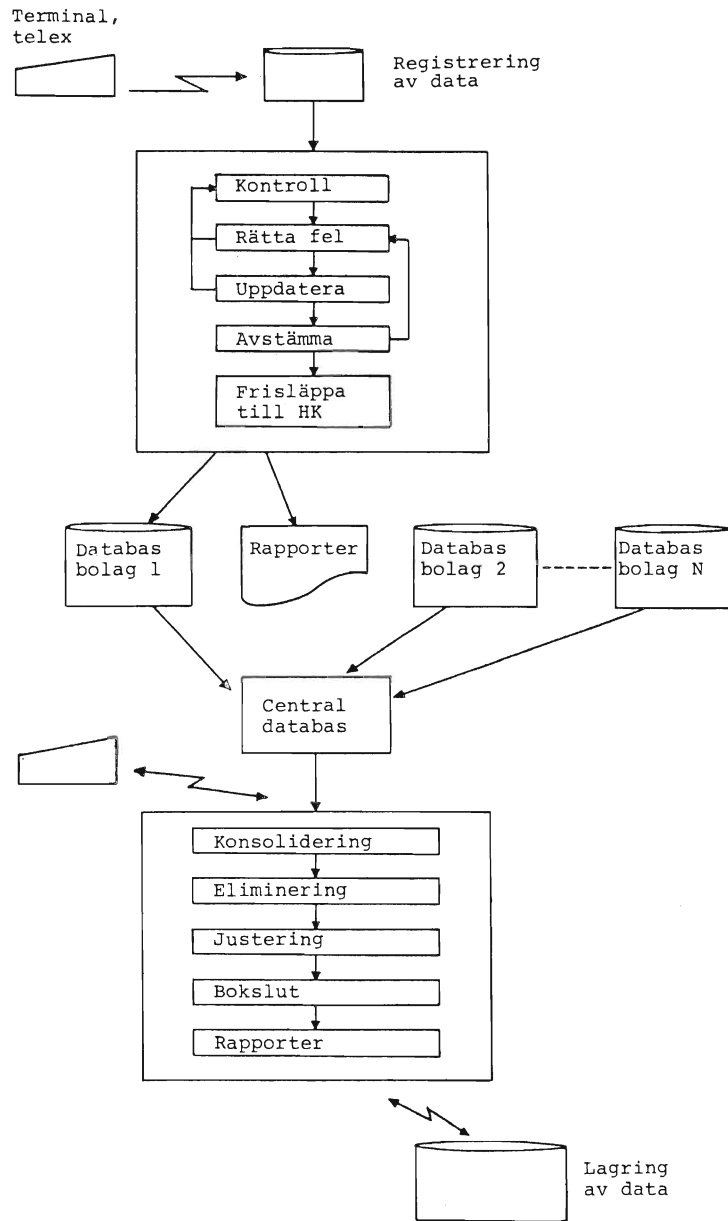 Terminal,
telex
Registrering
av data
Kontroll
Rätta fel
Uppdatera
Avstämma
Frisläppa
till HK
Databas
bolag 1
Rapporter
Databas
bolag 2
Databas
bolag N
Central
databas
Konsolidering
Eliminering
Justering
Bokslut
Rapporter
Lagring
av data